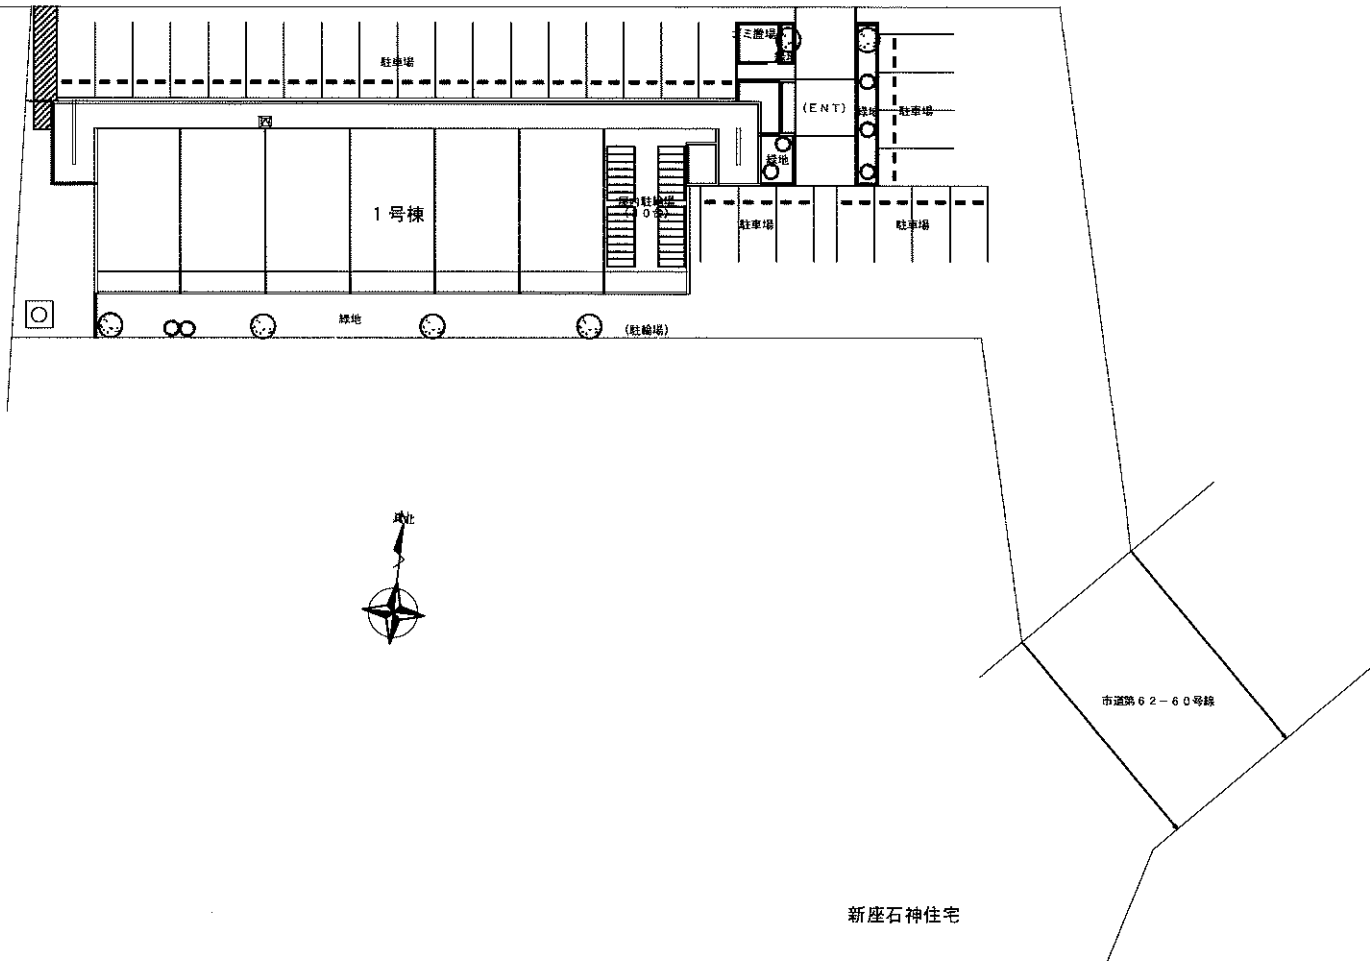 ゴミ置場
緑地
駐車場
(ENT)
緑地
駐車場
緑地
1号棟
屋内駐輪場
駐車場
駐車場
緑地
(駐輪場)
真北
市道第62-60号線
新座石神住宅